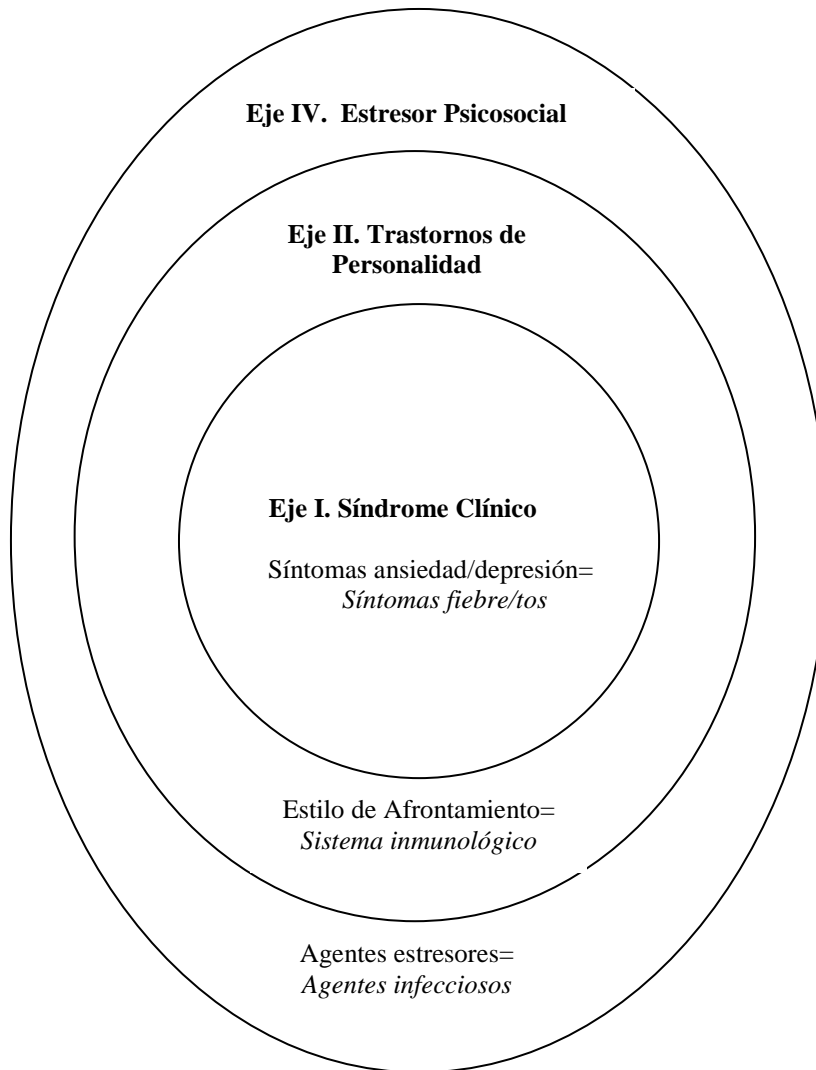 Eje IV. Estresor Psicosocial
Eje II. Trastornos de
Personalidad
Eje I. Síndrome Clínico
Síntomas ansiedad/depresión=
Síntomas fiebre/tos
Estilo de Afrontamiento=
Sistema inmunológico
Agentes estresores=
Agentes infecciosos